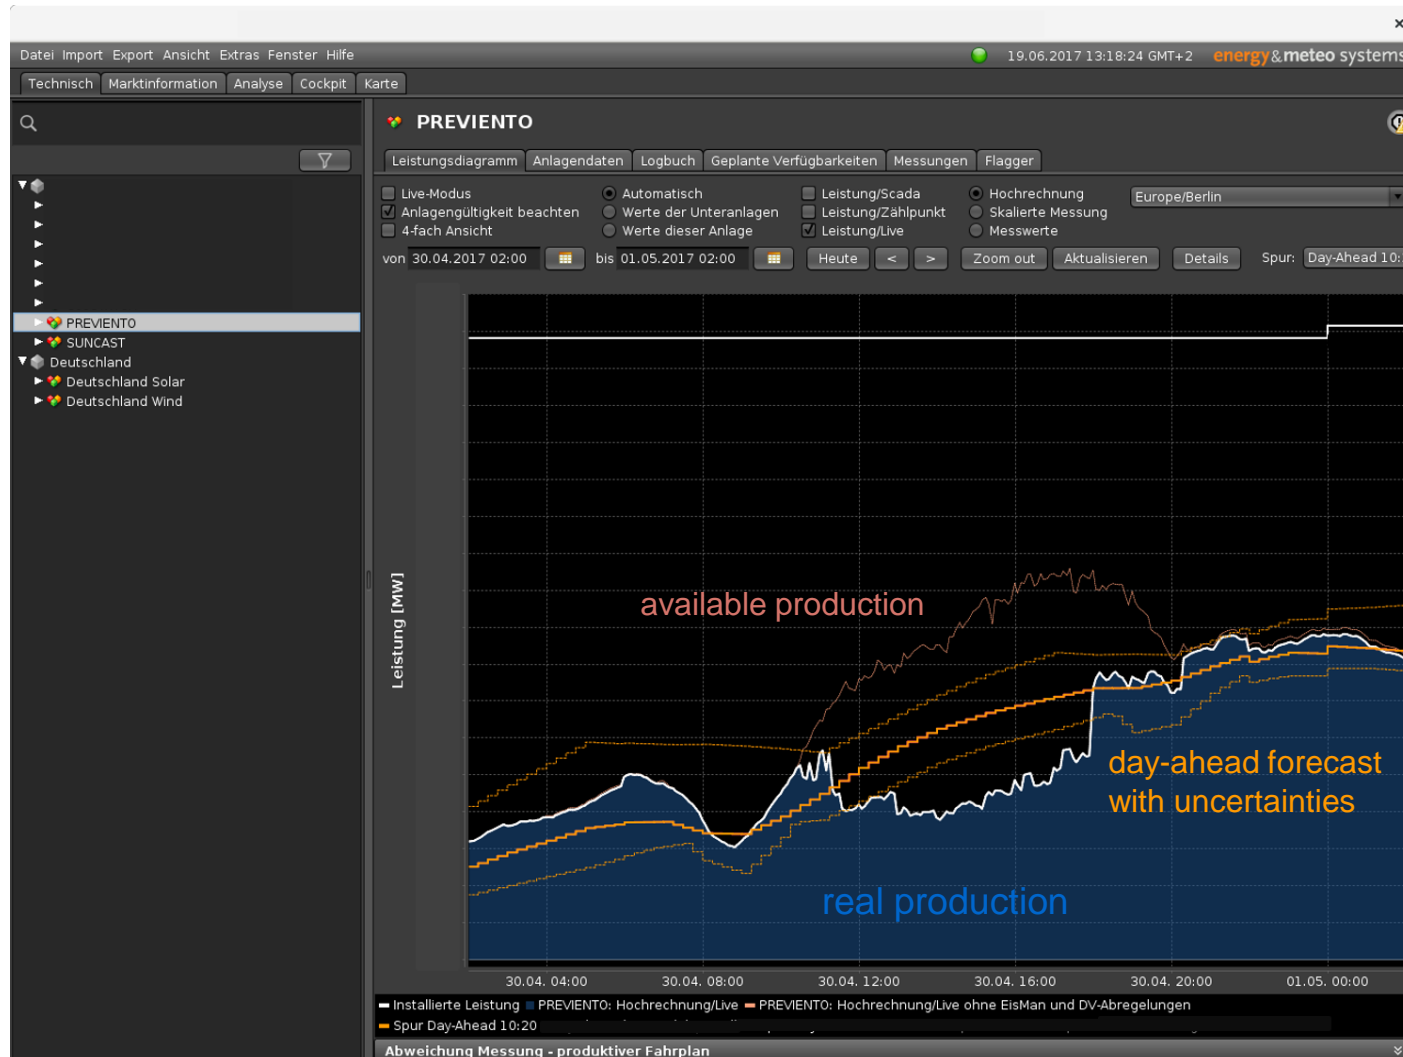 Datei Import Export Ansicht Extras Fenster Hilfe
19.06.2017 13:18:24 GMT+2 energy&meteo systems
Technisch Marktinformation Analyse Cockpit Karte
PREVIENTO
Leistungsdiagramm Anlagendaten Logbuch Geplante Verfügbarkeiten Messungen Flagger
Live-Modus Automatisch Leistung/Scada Hochrechnung Europe/Berlin
Anlagengültigkeit beachten Werte der Unteranlagen Leistung/Zählpunkt Skalierte Messung
4-fach Ansicht Werte dieser Anlage Leistung/Live Messwerte
von 30.04.2017 02:00 bis 01.05.2017 02:00 Heute < > Zoom out Aktualisieren Details Spur: Day-Ahead 10:
PREVIENTO
SUNCAST
Deutschland
Deutschland Solar
Deutschland Wind
Leistung [MW]
available production
day-ahead forecast
with uncertainties
real production
30.04. 04:00 30.04. 08:00 30.04. 12:00 30.04. 16:00 30.04. 20:00 01.05. 00:00
Installierte Leistung PREVIENTO: Hochrechnung/Live PREVIENTO: Hochrechnung/Live ohne EisMan und DV-Abregelungen
Spur Day-Ahead 10:20
Abweichung Messung - produktiver Fahrplan